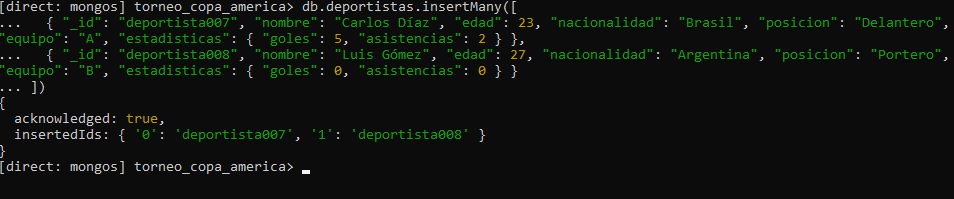 [direct: mongos] torneo_copa_america> db.deportistas.insertMany([
...   { "_id": "deportista007", "nombre": "Carlos Díaz", "edad": 23, "nacionalidad": "Brasil", "posicion": "Delantero",
"equipo": "A", "estadisticas": { "goles": 5, "asistencias": 2 } },
...   { "_id": "deportista008", "nombre": "Luis Gómez", "edad": 27, "nacionalidad": "Argentina", "posicion": "Portero",
"equipo": "B", "estadisticas": { "goles": 0, "asistencias": 0 } }
... ])
{
  acknowledged: true,
  insertedIds: { '0': 'deportista007', '1': 'deportista008' }
}
[direct: mongos] torneo_copa_america>